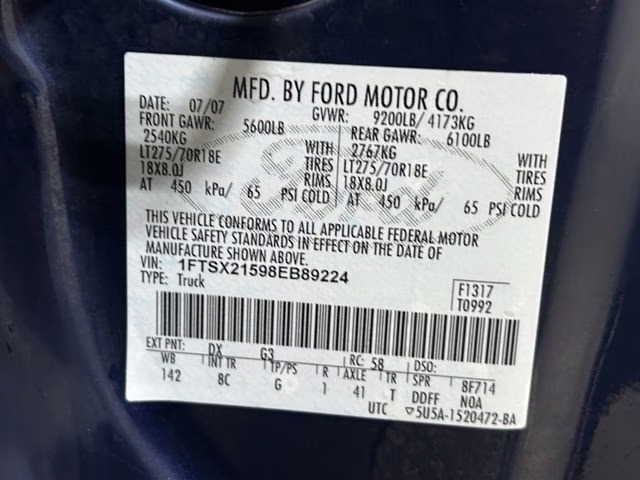 MFD. BY FORD MOTOR CO.
DATE: 07/07 GVWR: 9200LB/ 4173KG
FRONT GAWR: 5600LB REAR GAWR: 6100LB
2540KG WITH 2767KG WITH
LT275/70R18E TIRES LT275/70R18E TIRES
18X8.0J RIMS 18X8.0J RIMS
AT 450 kPa/ 65 PSI COLD AT 450 kPa/ 65 PSI COLD
THIS VEHICLE CONFORMS TO ALL APPLICABLE FEDERAL MOTOR
VEHICLE SAFETY STANDARDS IN EFFECT ON THE DATE OF
MANUFACTURE SHOWN ABOVE.
VIN: 1FTSX21598EB89224
TYPE: Truck
F1317
T0992
EXT PNT: DX G3 RC: 58 DSO:
WB INT TR TP/PS R AXLE TR SPR 8F714
142 8C G 1 41 T DDFF NOA
UTC ▽5U5A-1520472-BA